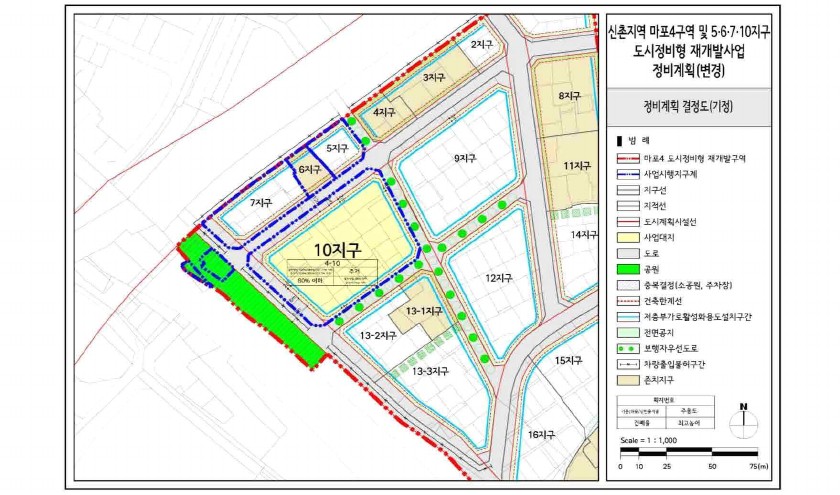 신촌지역 마포4구역 및 5·6·7·10지구
도시정비형 재개발사업
정비계획(변경)
정비계획 결정도(기정)
범 례
마포4 도시정비형 재개발구역
사업시행지구계
지구선
지적선
도시계획시설선
사업대지
도로
공원
중복결정(소공원, 주차장)
건축한계선
저층부가로활성화용도설치구간
전면공지
보행자우선도로
차량출입불허구간
존치지구
획지번호
주용도
건폐율
최고높이
N
Scale = 1 : 1,000
0 10 25 50 75(m)
2지구
3지구
4지구
5지구
6지구
7지구
8지구
9지구
10지구
4-10
11지구
12지구
13-1지구
13-2지구
13-3지구
14지구
15지구
16지구